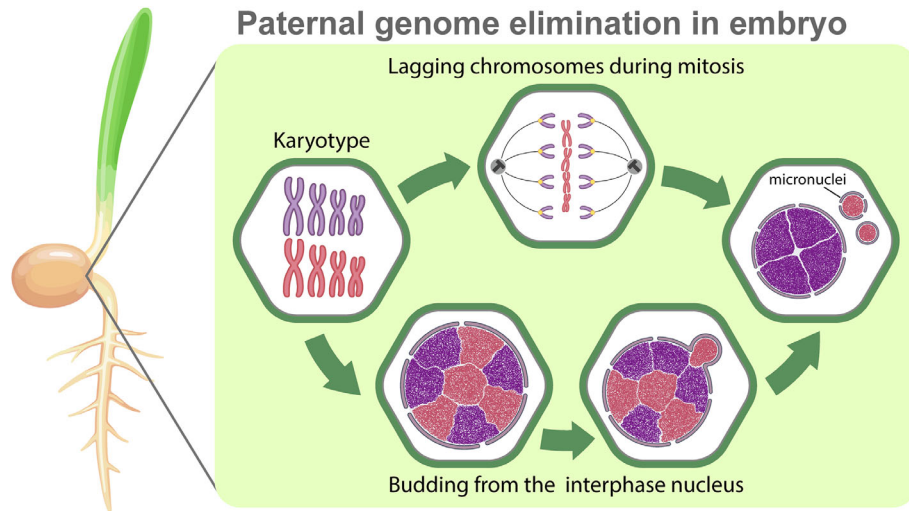 Paternal genome elimination in embryo
Lagging chromosomes during mitosis
Karyotype
micronuclei
Budding from the interphase nucleus